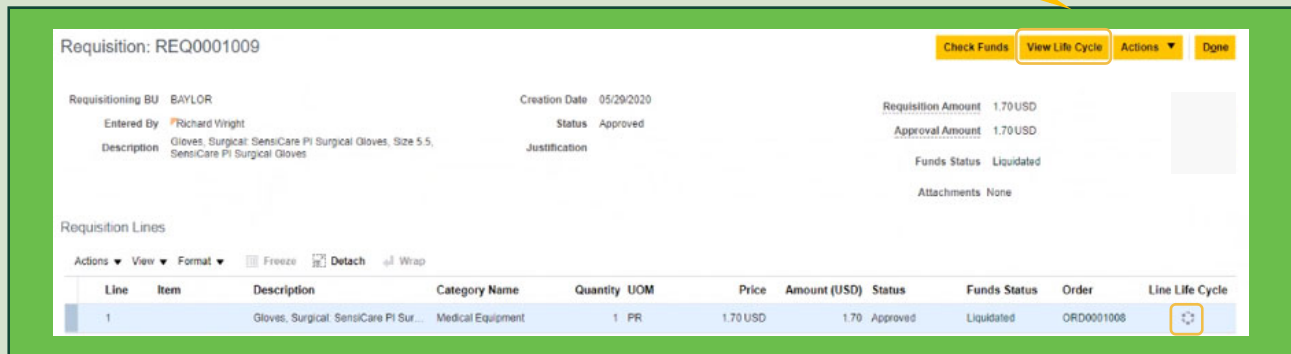 Requisition: REQ0001009
Check Funds View Life Cycle Actions Done
Requisitioning BU BAYLOR Creation Date 05/29/2020 Requisition Amount 1.70 USD
Entered By Richard Wright Status Approved Approval Amount 1.70 USD
Description Gloves, Surgical: SensiCare PI Surgical Gloves, Size 5.5, SensiCare PI Surgical Gloves Justification
Funds Status Liquidated
Attachments None
Requisition Lines
Actions View Format Freeze Detach Wrap
Line Item Description Category Name Quantity UOM Price Amount (USD) Status Funds Status Order Line Life Cycle
1 Gloves, Surgical: SensiCare PI Sur... Medical Equipment 1 PR 1.70 USD 1.70 Approved Liquidated ORD0001008